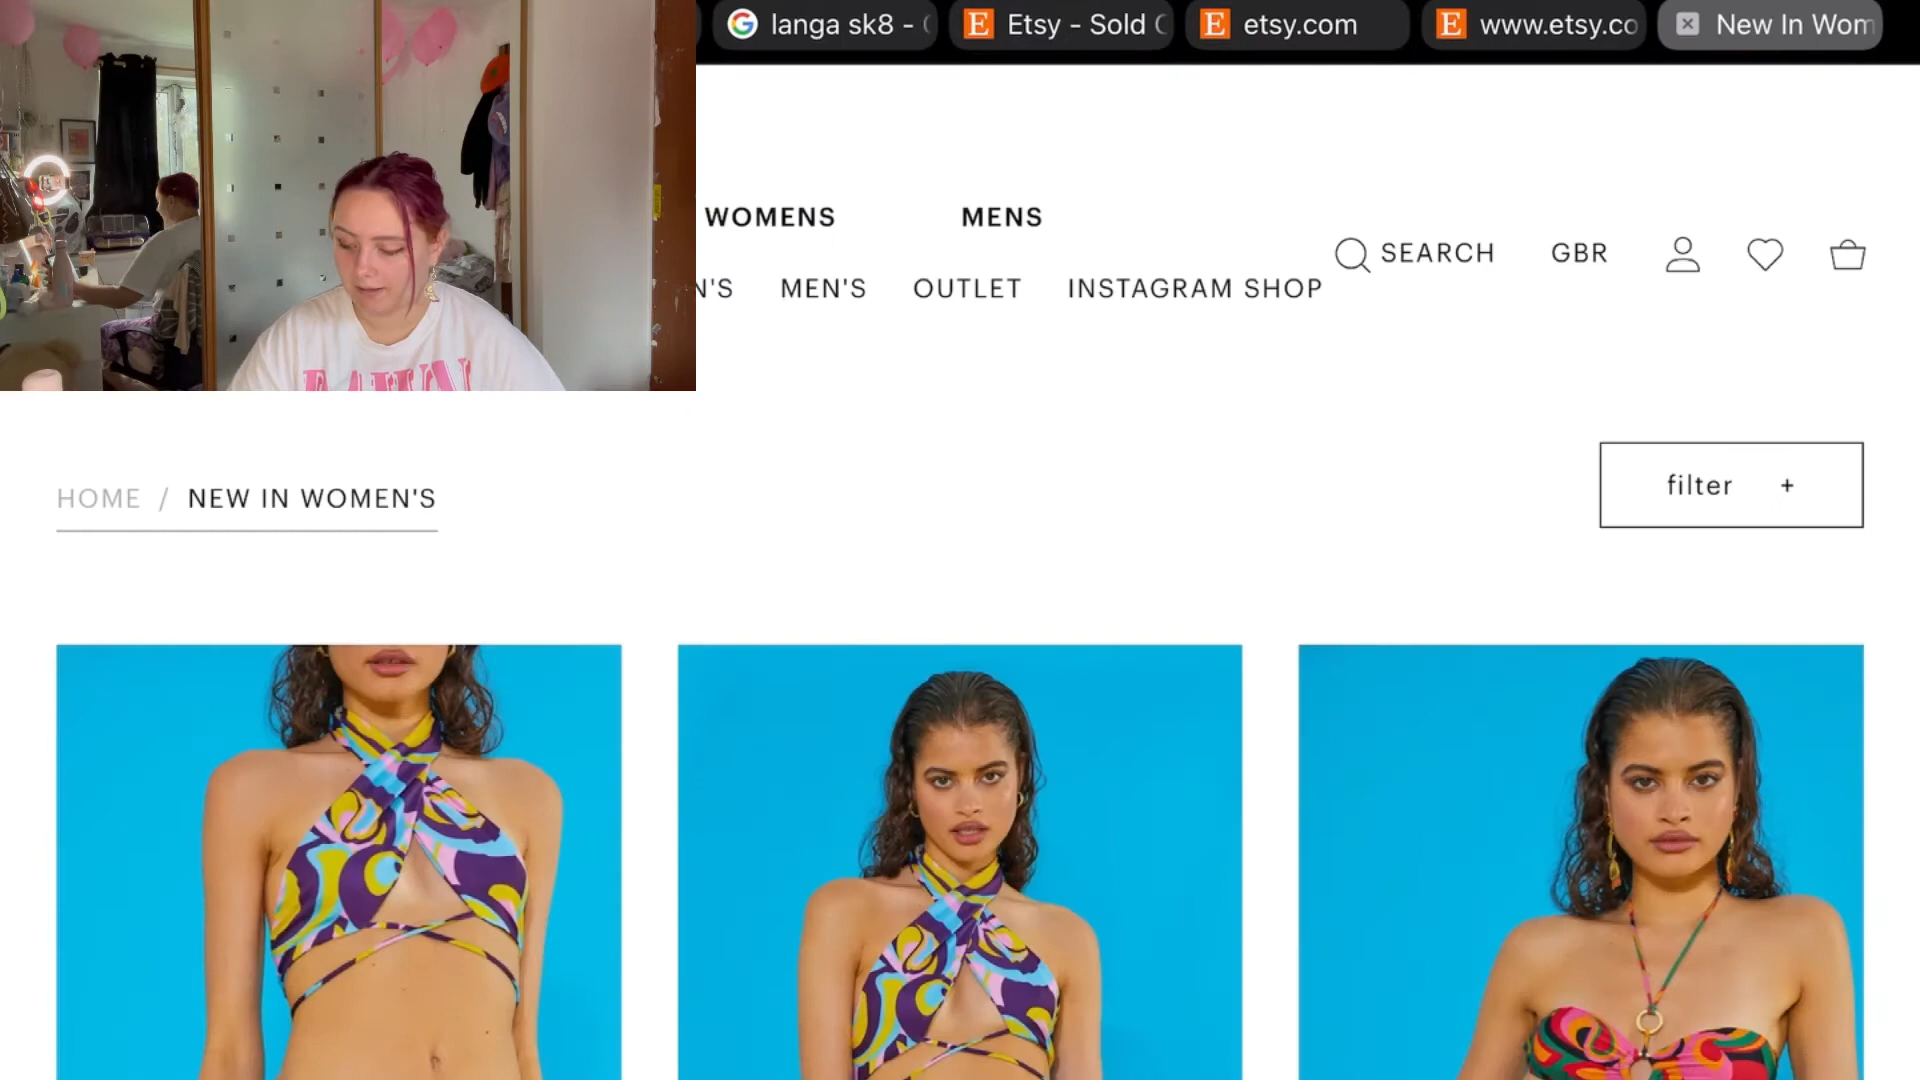 langa sk8 -
Etsy - Sold
etsy.com
www.etsy.co
New In Wom
WOMENS
MENS
SEARCH
GBR
N'S
MEN'S
OUTLET
INSTAGRAM SHOP
HOME / NEW IN WOMEN'S
filter +